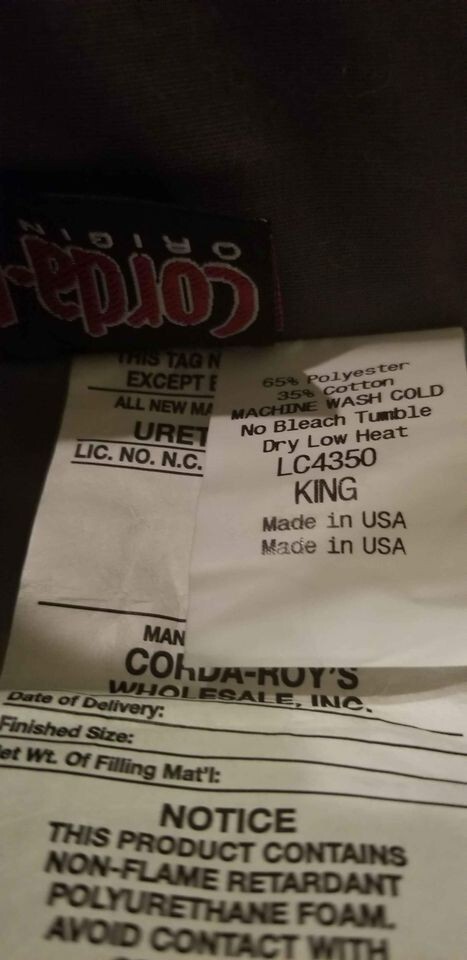 ORIGIN
Corda-
THIS TAG N
EXCEPT
ALL NEW MA
URET
LIC. NO. N.C.
65% Polyester
35% Cotton
MACHINE WASH COLD
No Bleach Tumble
Dry Low Heat
LC4350
KING
Made in USA
Made in USA
MAN
CORDA-ROY'S
WHOLESALE, INC.
Date of Delivery:
Finished Size:
et Wt. Of Filling Mat'l:
NOTICE
THIS PRODUCT CONTAINS
NON-FLAME RETARDANT
POLYURETHANE FOAM.
AVOID CONTACT WITH